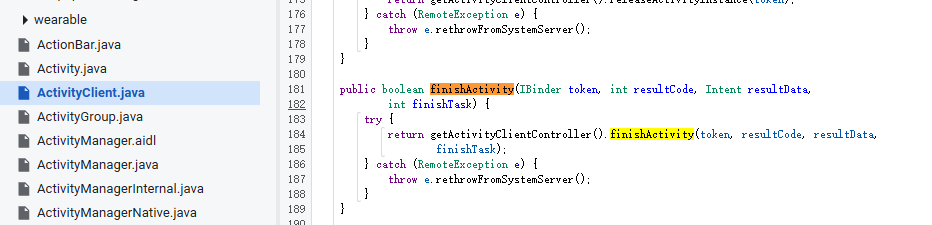 wearable
ActionBar.java
Activity.java
ActivityClient.java
ActivityGroup.java
ActivityManager.aidl
ActivityManager.java
ActivityManagerInternal.java
ActivityManagerNative.java
175 return getActivityClientController().releaseActivityInstance(token);
176 } catch (RemoteException e) {
177 throw e.rethrowFromSystemServer();
178 }
179 }
180
181 public boolean finishActivity(IBinder token, int resultCode, Intent resultData,
182 int finishTask) {
183 try {
184 return getActivityClientController().finishActivity(token, resultCode, resultData,
185 finishTask);
186 } catch (RemoteException e) {
187 throw e.rethrowFromSystemServer();
188 }
189 }
190